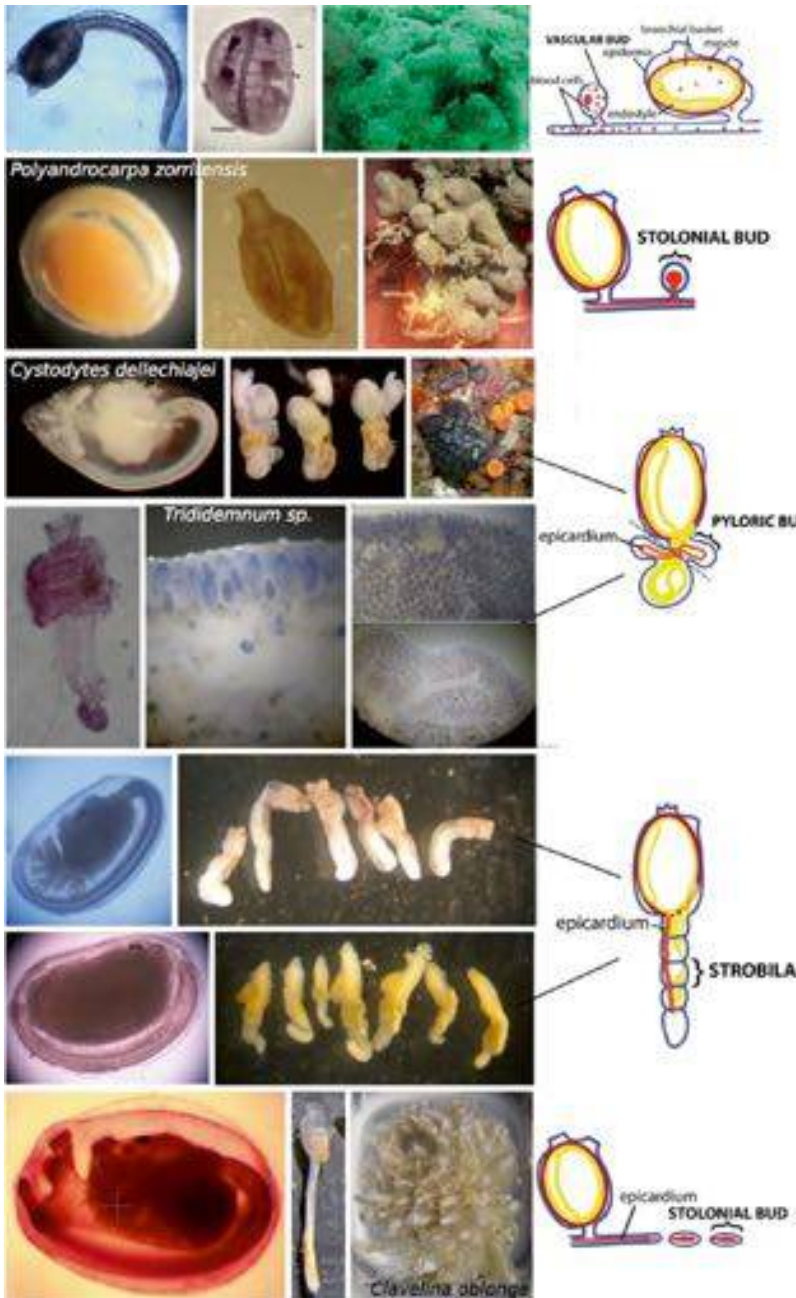 bronchial basket
VASCULAR BUD
muscle
epidermis
blood cells
endostyle
Polyandrocarpa zorritensis
STOLONIAL BUD
Cystodytes dellechiajei
Trididemnum sp.
epicardium
PYLORIC BU
epicardium
STROBILA
epicardium
STOLONIAL BUD
Clavelina oblonga